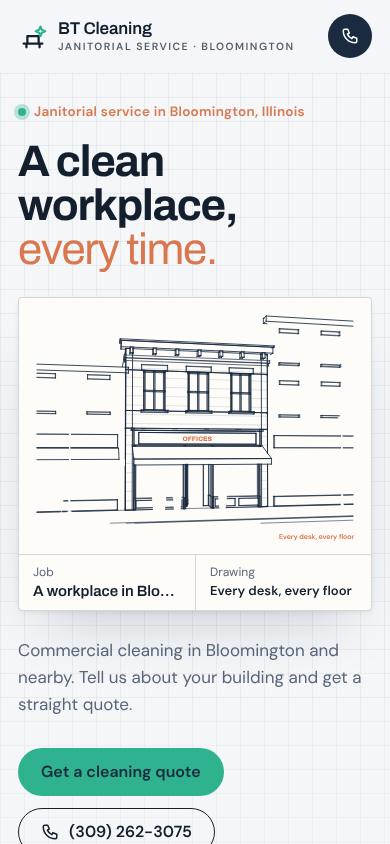 BT Cleaning
JANITORIAL SERVICE · BLOOMINGTON
Janitorial service in Bloomington, Illinois
A clean
workplace,
every time.
OFFICES
Every desk, every floor
Job
A workplace in Blo...
Drawing
Every desk, every floor
Commercial cleaning in Bloomington and
nearby. Tell us about your building and get a
straight quote.
Get a cleaning quote
(309) 262-3075